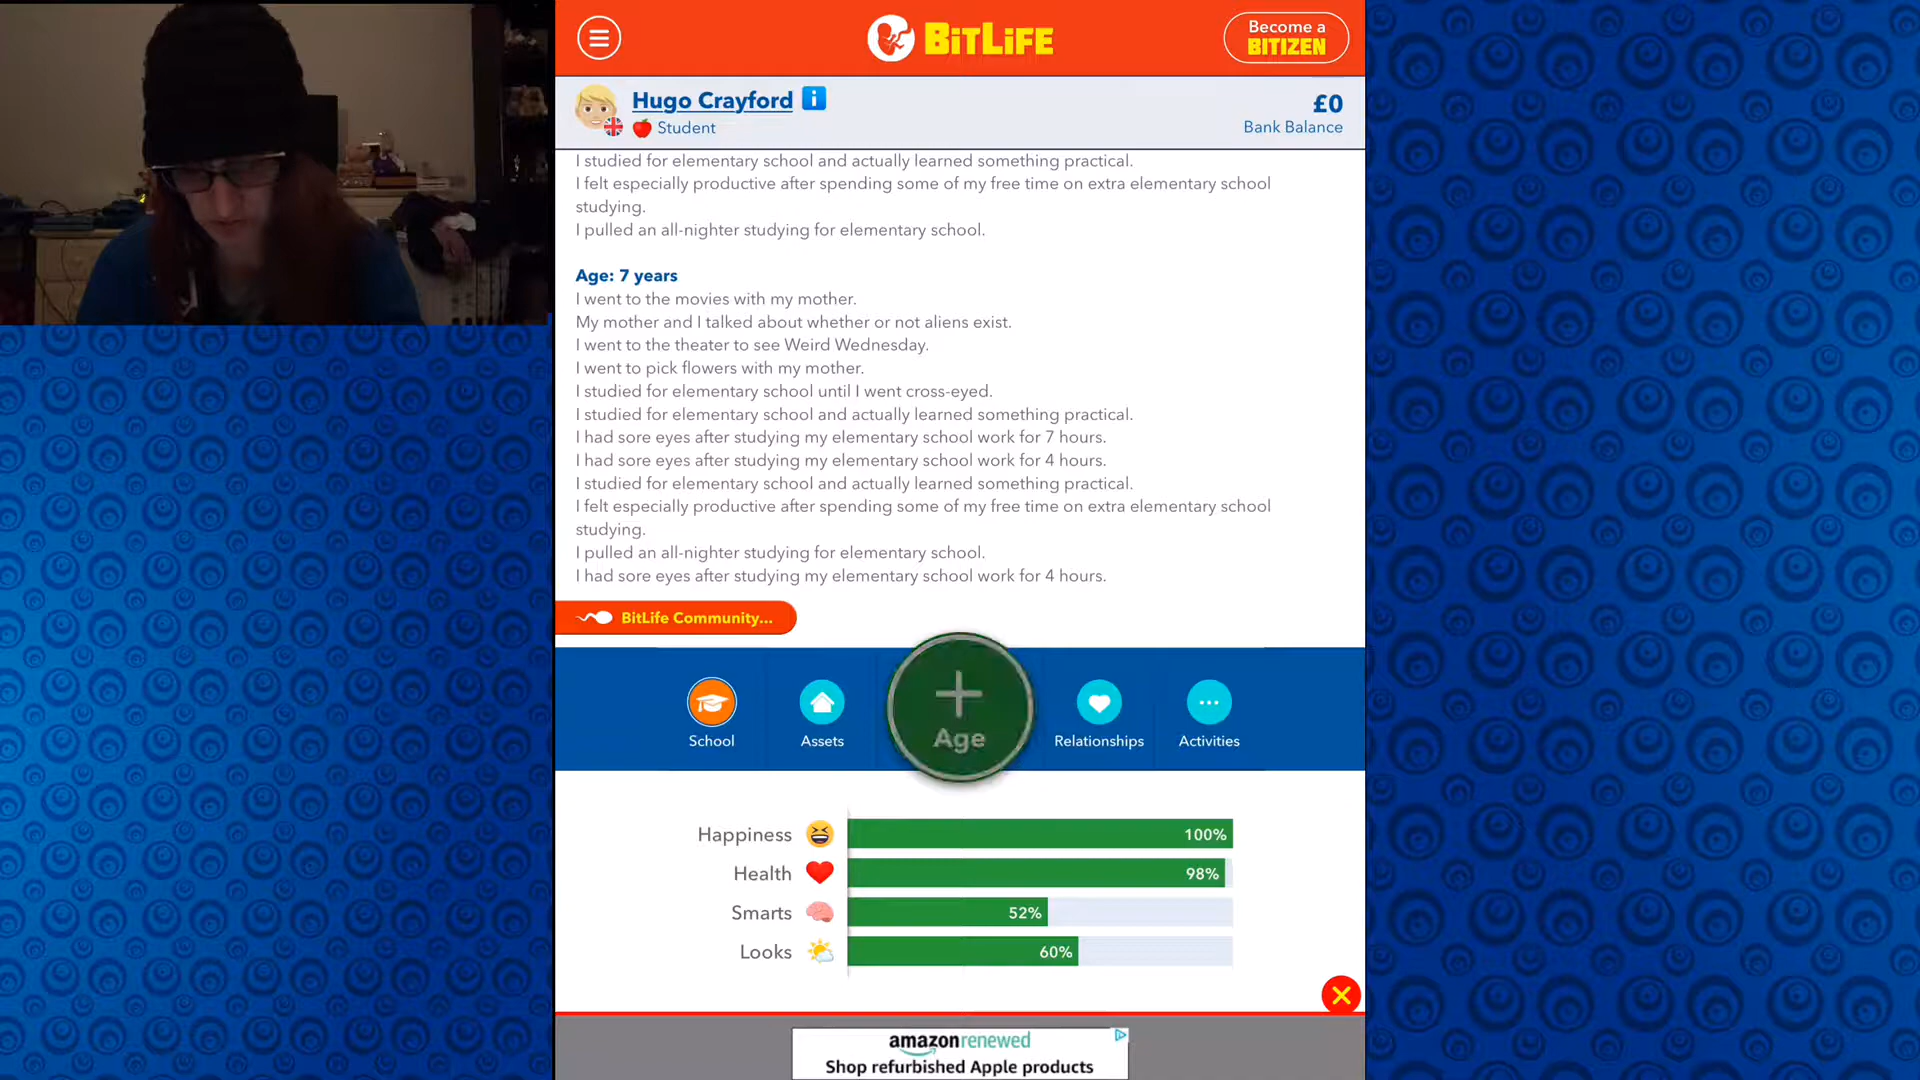 BITLIFE
Become a
BITIZEN
Hugo Crayford
£0
Student
Bank Balance
I studied for elementary school and actually learned something practical.
I felt especially productive after spending some of my free time on extra elementary school
studying.
I pulled an all-nighter studying for elementary school.
Age: 7 years
I went to the movies with my mother.
My mother and I talked about whether or not aliens exist.
I went to the theater to see Weird Wednesday.
I went to pick flowers with my mother.
I studied for elementary school until I went cross-eyed.
I studied for elementary school and actually learned something practical.
I had sore eyes after studying my elementary school work for 7 hours.
I had sore eyes after studying my elementary school work for 4 hours.
I studied for elementary school and actually learned something practical.
I felt especially productive after spending some of my free time on extra elementary school
studying.
I pulled an all-nighter studying for elementary school.
I had sore eyes after studying my elementary school work for 4 hours.
BitLife Community...
School
Assets
Age
Relationships
Activities
Happiness 100%
Health 98%
Smarts 52%
Looks 60%
amazonrenewed
Shop refurbished Apple products